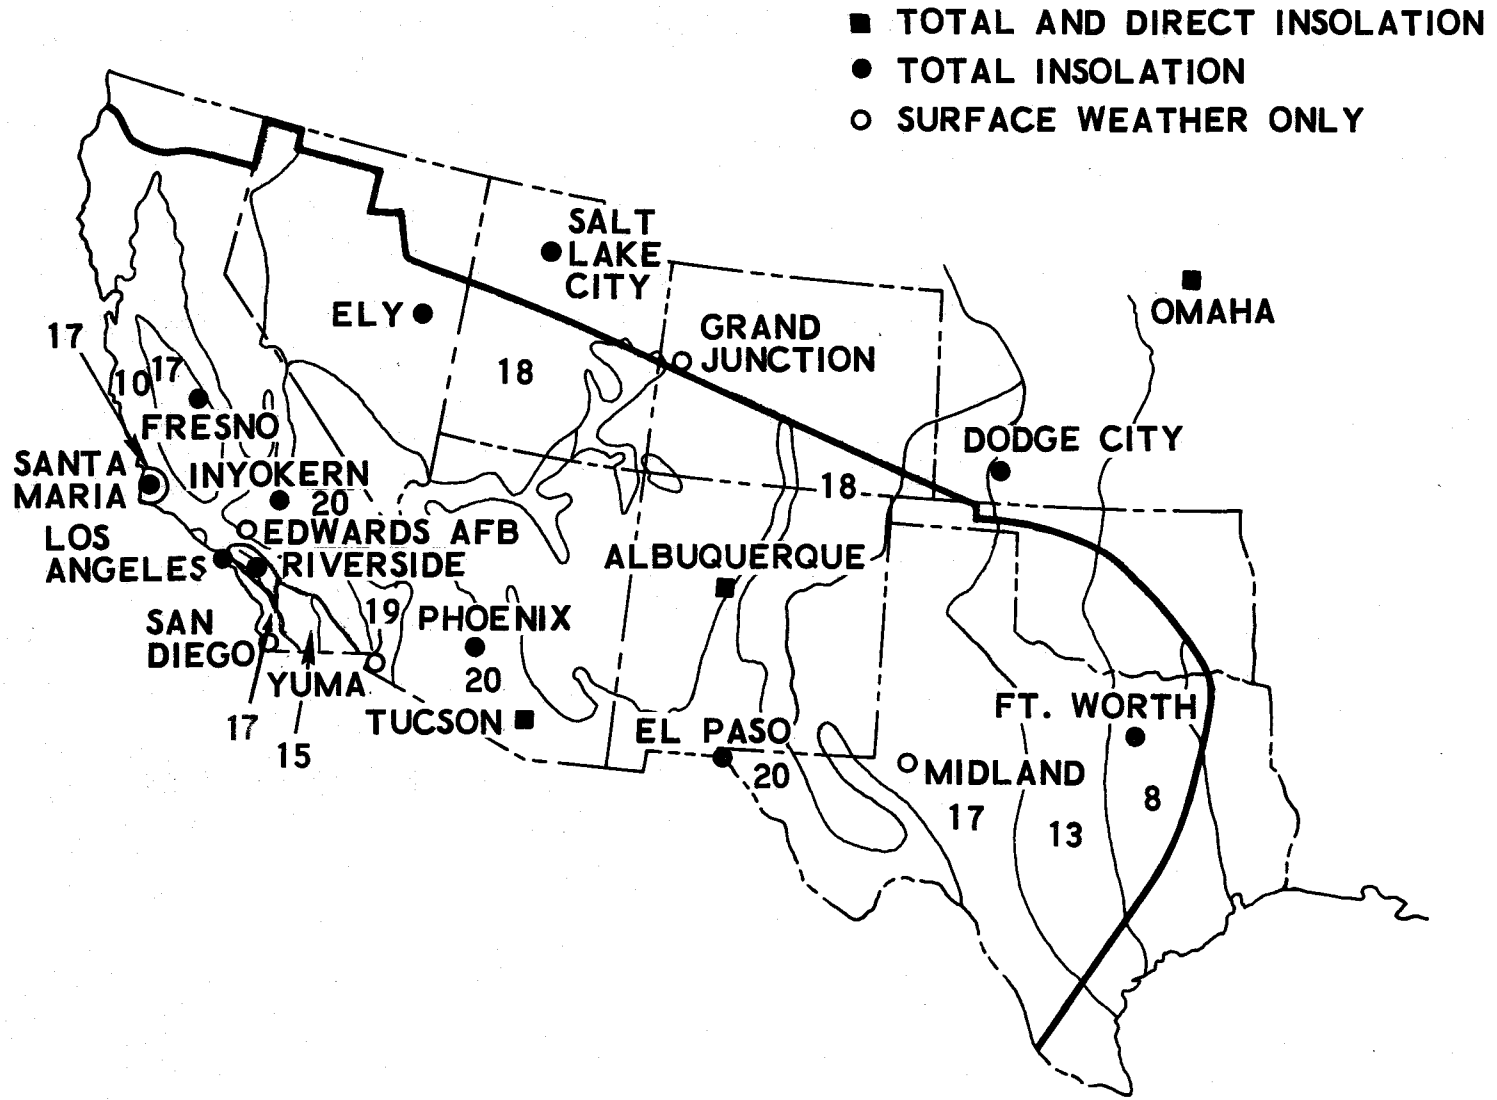 TOTAL AND DIRECT INSOLATION
TOTAL INSOLATION
SURFACE WEATHER ONLY
SALT
LAKE
CITY
ELY
OMAHA
GRAND
JUNCTION
17
18
10
17
FRESNO
DODGE CITY
SANTA
MARIA
INYOKERN
20
18
LOS
ANGELES
EDWARDS AFB
RIVERSIDE
ALBUQUERQUE
SAN
DIEGO
19
PHOENIX
20
YUMA
17
15
TUCSON
EL PASO
20
FT. WORTH
MIDLAND
17
13
8